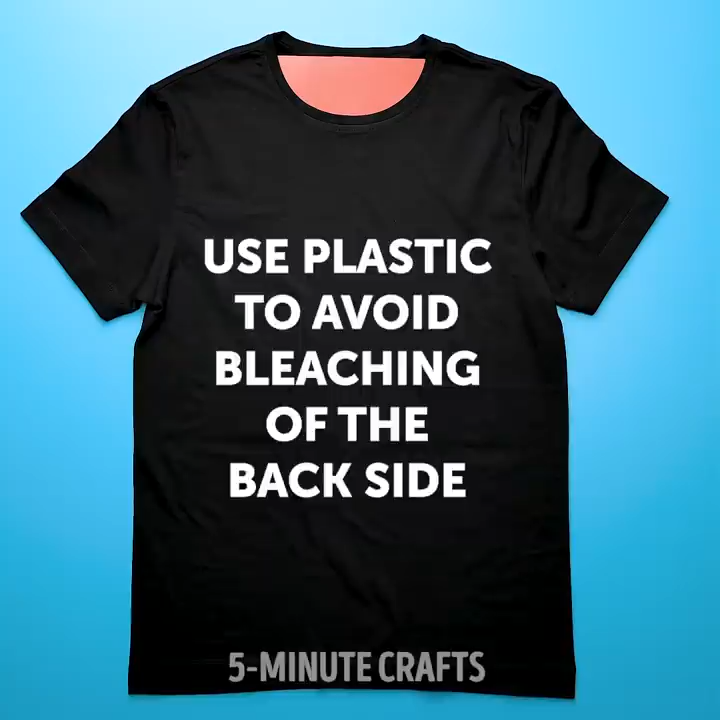 USE PLASTIC
TO AVOID
BLEACHING
OF THE
BACK SIDE
5-MINUTE CRAFTS